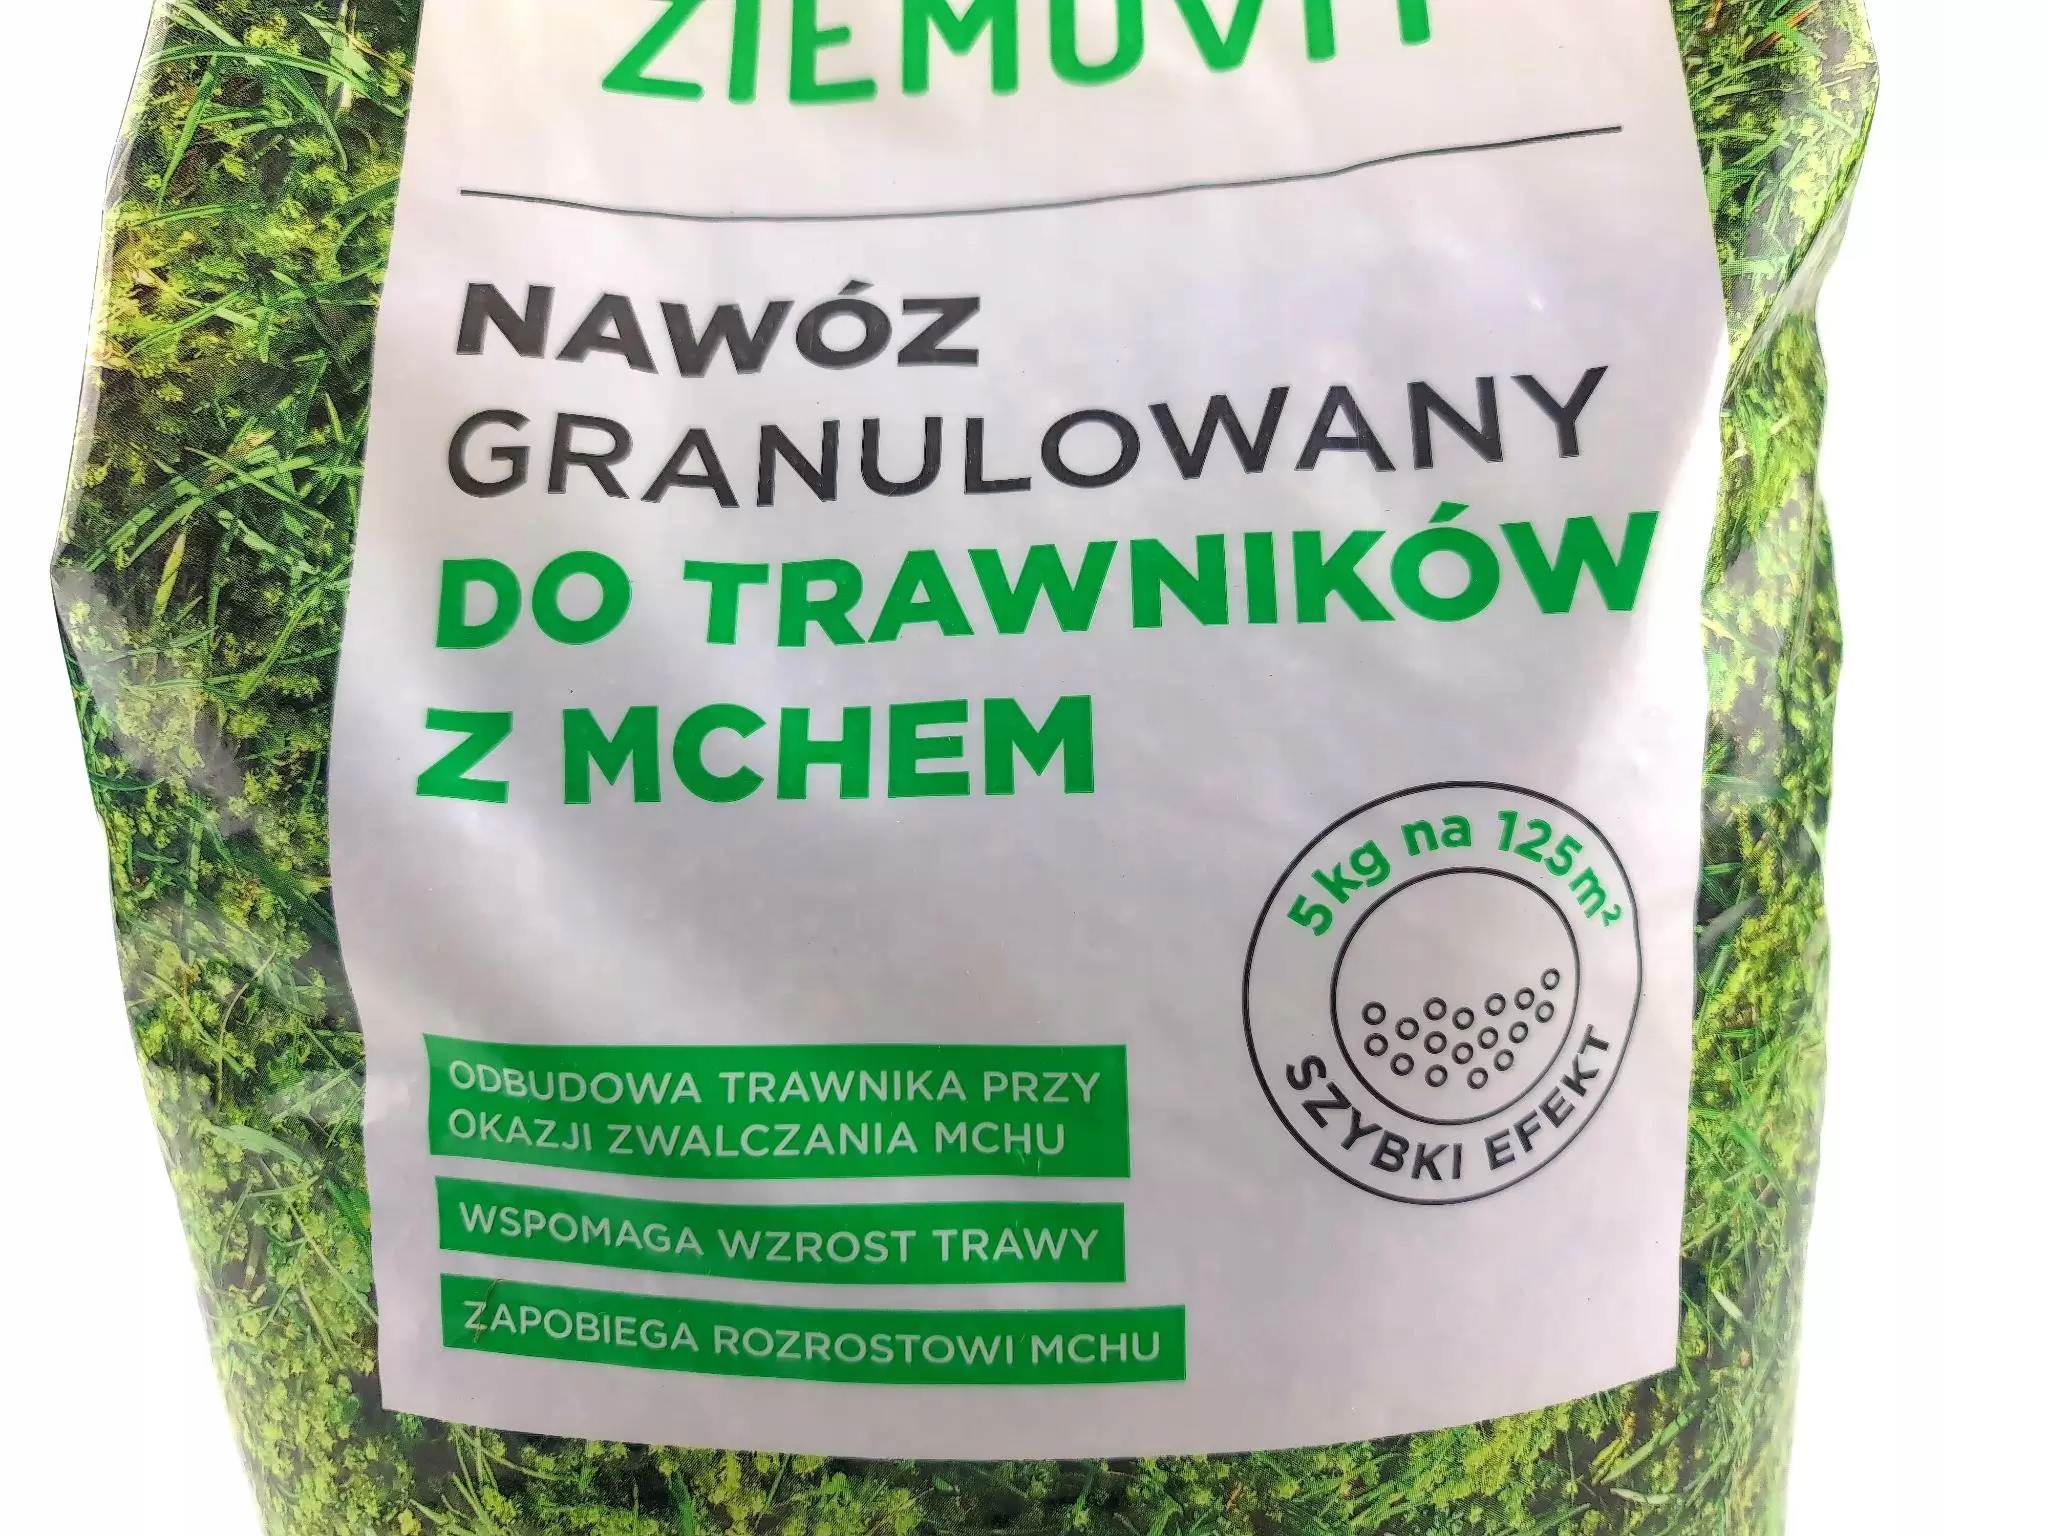 ZIEMOVIT
NAWÓZ
GRANULOWANY
DO TRAWNIKÓW
Z MCHEM
5kg na 125m²
SZYBKI EFEKT
ODBUDOWA TRAWNIKA PRZY
OKAZJI ZWALCZANIA MCHU
WSPOMAGA WZROST TRAWY
ZAPOBIEGA ROZROSTOWI MCHU